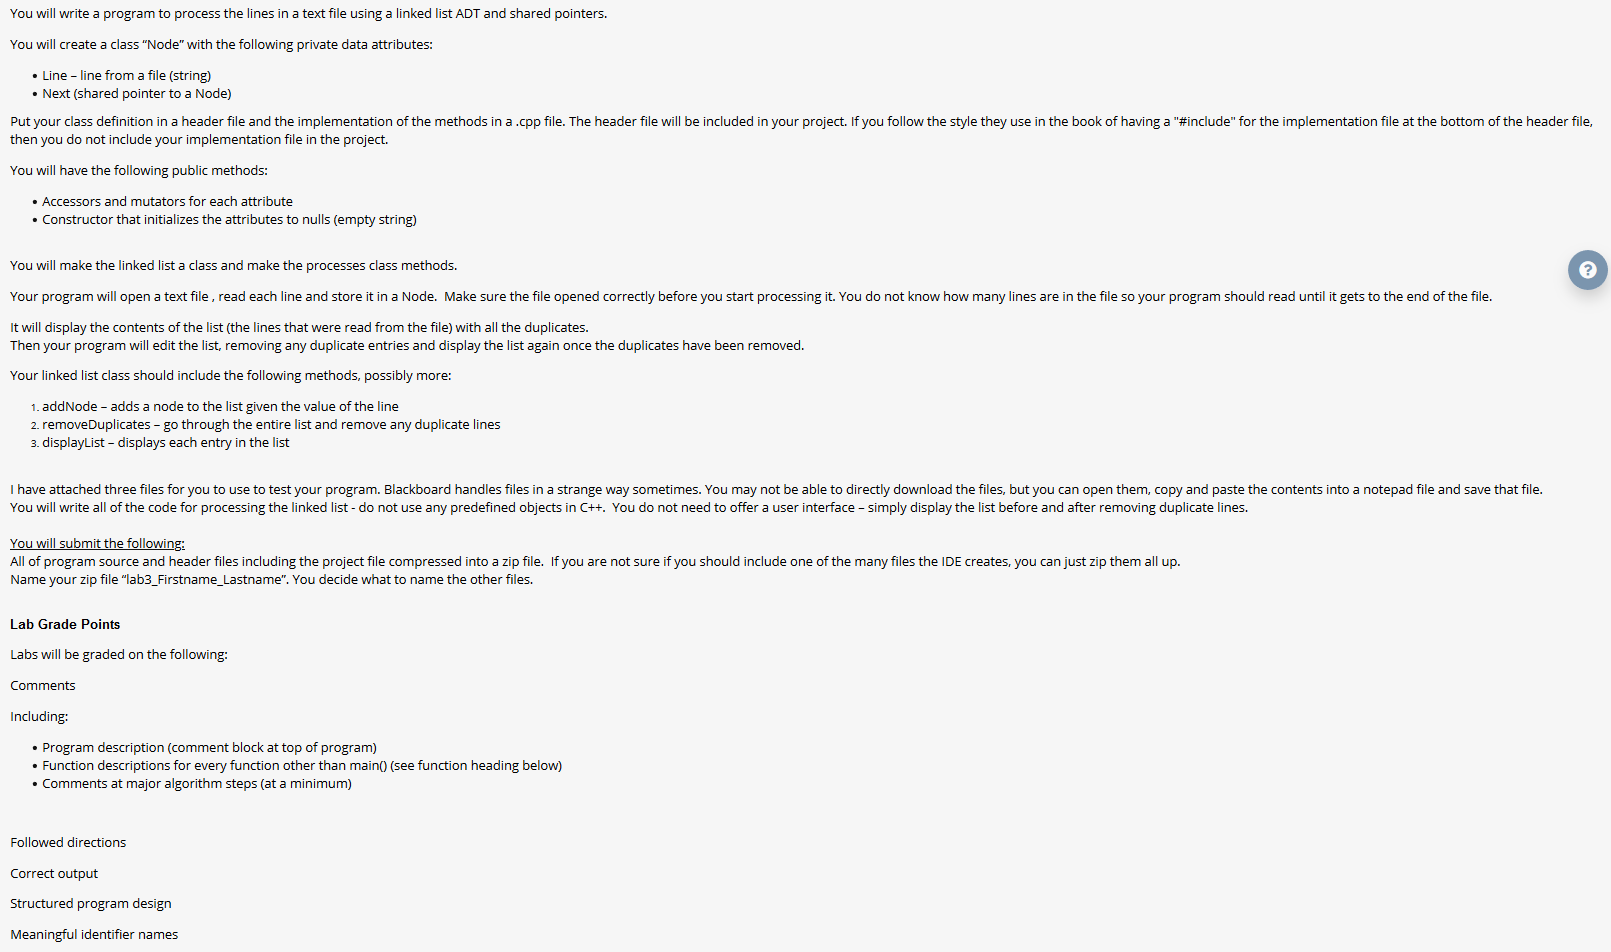 You will write a program to process the lines in a text file using a linked list ADT and shared pointers.
You will create a class “Node” with the following private data attributes:
• Line – line from a file (string)
• Next (shared pointer to a Node)
Put your class definition in a header file and the implementation of the methods in a .cpp file. The header file will be included in your project. If you follow the style they use in the book of having a "#include" for the implementation file at the bottom of the header file,
then you do not include your implementation file in the project.
You will have the following public methods:
• Accessors and mutators for each attribute
• Constructor that initializes the attributes to nulls (empty string)
You will make the linked list a class and make the processes class methods.
?
Your program will open a text file , read each line and store it in a Node.  Make sure the file opened correctly before you start processing it. You do not know how many lines are in the file so your program should read until it gets to the end of the file.
It will display the contents of the list (the lines that were read from the file) with all the duplicates.
Then your program will edit the list, removing any duplicate entries and display the list again once the duplicates have been removed.
Your linked list class should include the following methods, possibly more:
1. addNode – adds a node to the list given the value of the line
2. removeDuplicates – go through the entire list and remove any duplicate lines
3. displayList – displays each entry in the list
I have attached three files for you to use to test your program. Blackboard handles files in a strange way sometimes. You may not be able to directly download the files, but you can open them, copy and paste the contents into a notepad file and save that file.
You will write all of the code for processing the linked list - do not use any predefined objects in C++.  You do not need to offer a user interface – simply display the list before and after removing duplicate lines.
You will submit the following:
All of program source and header files including the project file compressed into a zip file.  If you are not sure if you should include one of the many files the IDE creates, you can just zip them all up.
Name your zip file “lab3_Firstname_Lastname”. You decide what to name the other files.
Lab Grade Points
Labs will be graded on the following:
Comments
Including:
• Program description (comment block at top of program)
• Function descriptions for every function other than main() (see function heading below)
• Comments at major algorithm steps (at a minimum)
Followed directions
Correct output
Structured program design
Meaningful identifier names